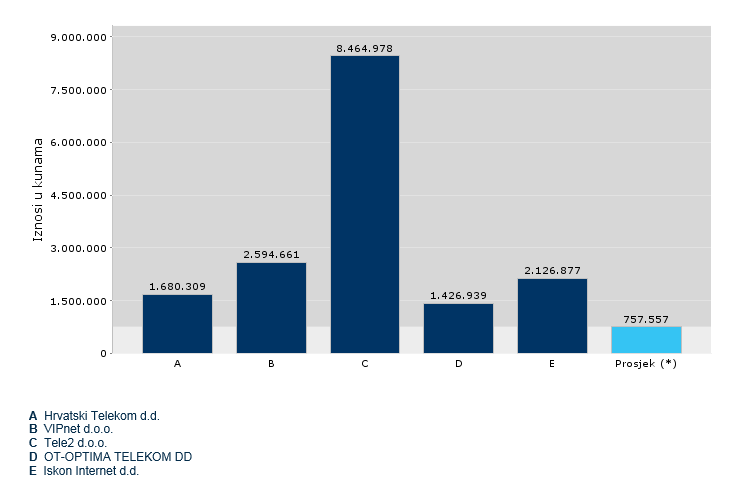 9.000.000
8.464.978
7.500.000
6.000.000
Iznosi u kunama
4.500.000
3.000.000
2.594.661
2.126.877
1.680.309
1.500.000
1.426.939
757.557
0
A B C D E Prosjek (*)
A Hrvatski Telekom d.d.
B VIPnet d.o.o.
C Tele2 d.o.o.
D OT-OPTIMA TELEKOM DD
E Iskon Internet d.d.